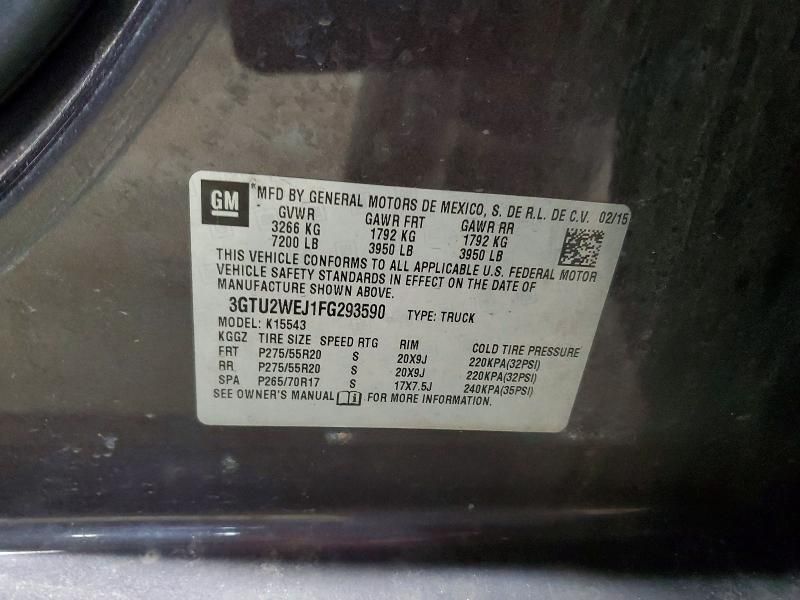 GM
*MFD BY GENERAL MOTORS DE MEXICO, S. DE R.L. DE C.V. 02/15
GVWR GAWR FRT GAWR RR
3266 KG 1792 KG 1792 KG
7200 LB 3950 LB 3950 LB
THIS VEHICLE CONFORMS TO ALL APPLICABLE U.S. FEDERAL MOTOR
VEHICLE SAFETY STANDARDS IN EFFECT ON THE DATE OF
MANUFACTURE SHOWN ABOVE.
3GTU2WEJ1FG293590 TYPE: TRUCK
MODEL: K15543
KGGZ TIRE SIZE SPEED RTG RIM COLD TIRE PRESSURE
FRT P275/55R20 S 20X9J 220KPA(32PSI)
RR P275/55R20 S 20X9J 220KPA(32PSI)
SPA P265/70R17 S 17X7.5J 240KPA(35PSI)
SEE OWNER'S MANUAL FOR MORE INFORMATION.